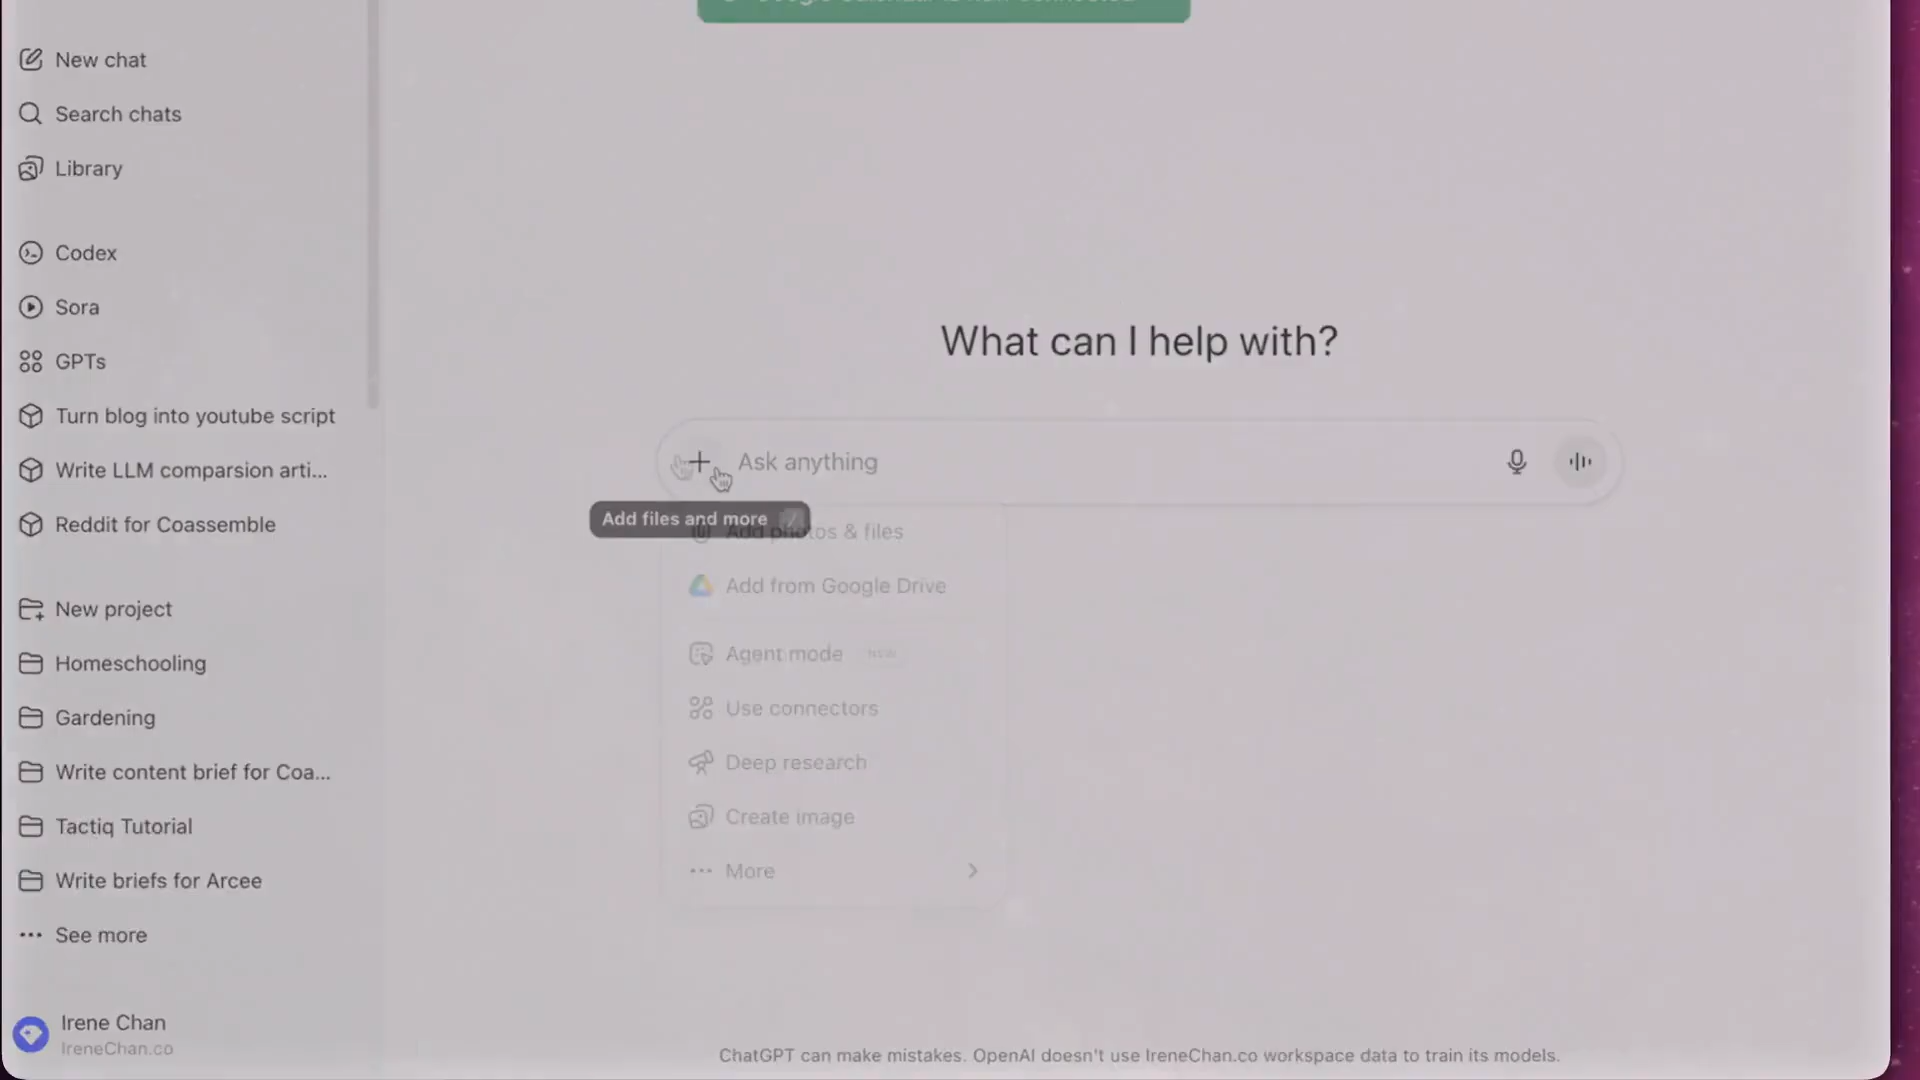 New chat
Search chats
Library
Codex
Sora
GPTs
Turn blog into youtube script
Write LLM comparsion arti...
Reddit for Coassemble
New project
Homeschooling
Gardening
Write content brief for Coa...
Tactiq Tutorial
Write briefs for Arcee
See more
Irene Chan
IreneChan.co
What can I help with?
Ask anything
Add files and more /
Add photos & files
Add from Google Drive
Agent mode NEW
Use connectors
Deep research
Create image
More
ChatGPT can make mistakes. OpenAI doesn't use IreneChan.co workspace data to train its models.